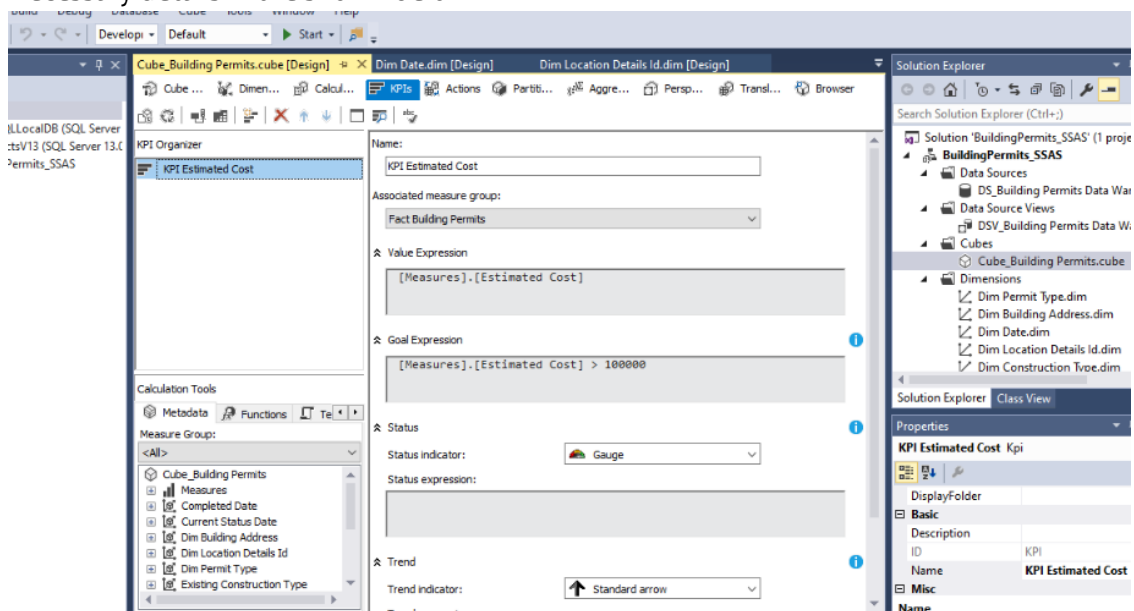 Develop
Default
Start
Cube_Building Permits.cube [Design]
Dim Date.dim [Design]
Dim Location Details Id.dim [Design]
Solution Explorer
Cube ...
Dimen...
Calcul...
KPIs
Actions
Partiti...
Aggre...
Persp...
Transl...
Browser
Search Solution Explorer (Ctrl+;)
QLLocalDB (SQL Server
ctsV13 (SQL Server 13.0
Permits_SSAS
KPI Organizer
KPI Estimated Cost
Name:
KPI Estimated Cost
Associated measure group:
Fact Building Permits
Value Expression
[Measures].[Estimated Cost]
Goal Expression
[Measures].[Estimated Cost] > 100000
Status
Status indicator:
Gauge
Status expression:
Trend
Trend indicator:
Standard arrow
Calculation Tools
Metadata
Functions
Te
Measure Group:
<All>
Cube_Building Permits
Measures
Completed Date
Current Status Date
Dim Building Address
Dim Location Details Id
Dim Permit Type
Existing Construction Type
Solution 'BuildingPermits_SSAS' (1 proje
BuildingPermits_SSAS
Data Sources
DS_Building Permits Data War
Data Source Views
DSV_Building Permits Data Wa
Cubes
Cube_Building Permits.cube
Dimensions
Dim Permit Type.dim
Dim Building Address.dim
Dim Date.dim
Dim Location Details Id.dim
Dim Construction Type.dim
Solution Explorer
Class View
Properties
KPI Estimated Cost Kpi
DisplayFolder
Basic
Description
ID KPI
Name KPI Estimated Cost
Misc
Name